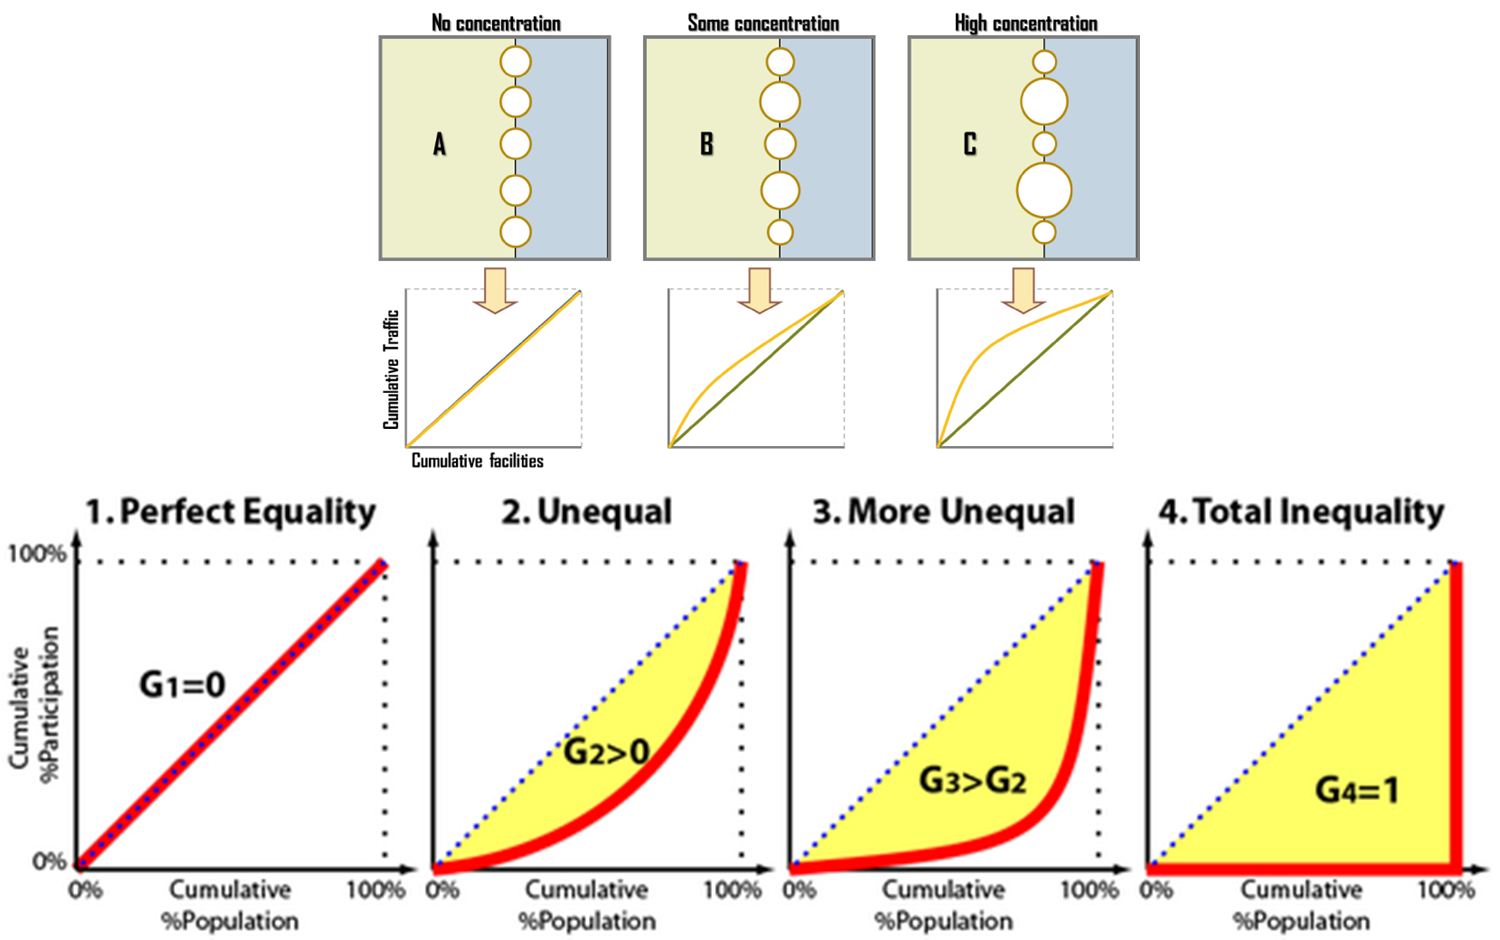 No concentration
Some concentration
High concentration
A
B
C
Cumulative Traffic
Cumulative facilities
1. Perfect Equality
2. Unequal
3. More Unequal
4. Total Inequality
100%
Cumulative
%Participation
0%
G1=0
G2>0
G3>G2
G4=1
0% Cumulative 100%
%Population
0% Cumulative 100%
%Population
0% Cumulative 100%
%Population
0% Cumulative 100%
%Population